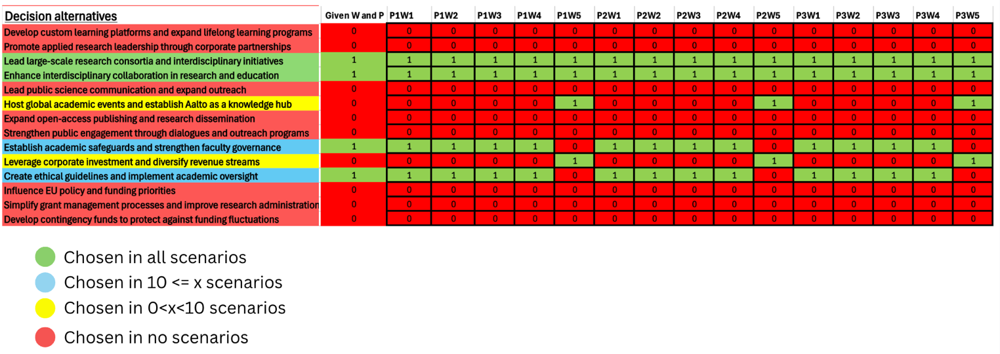 Decision alternatives Given W and P P1W1 P1W2 P1W3 P1W4 P1W5 P2W1 P2W2 P2W3 P2W4 P2W5 P3W1 P3W2 P3W3 P3W4 P3W5
Develop custom learning platforms and expand lifelong learning programs 0 0 0 0 0 0 0 0 0 0 0 0 0 0 0 0
Promote applied research leadership through corporate partnerships 0 0 0 0 0 0 0 0 0 0 0 0 0 0 0 0
Lead large-scale research consortia and interdisciplinary initiatives 1 1 1 1 1 1 1 1 1 1 1 1 1 1 1 1
Enhance interdisciplinary collaboration in research and education 1 1 1 1 1 1 1 1 1 1 1 1 1 1 1 1
Lead public science communication and expand outreach 0 0 0 0 0 0 0 0 0 0 0 0 0 0 0 0
Host global academic events and establish Aalto as a knowledge hub 0 0 0 0 0 1 0 0 0 0 1 0 0 0 0 1
Expand open-access publishing and research dissemination 0 0 0 0 0 0 0 0 0 0 0 0 0 0 0 0
Strengthen public engagement through dialogues and outreach programs 0 0 0 0 0 0 0 0 0 0 0 0 0 0 0 0
Establish academic safeguards and strengthen faculty governance 1 1 1 1 1 0 1 1 1 1 0 1 1 1 1 0
Leverage corporate investment and diversify revenue streams 0 0 0 0 0 1 0 0 0 0 1 0 0 0 0 1
Create ethical guidelines and implement academic oversight 1 1 1 1 1 0 1 1 1 1 0 1 1 1 1 0
Influence EU policy and funding priorities 0 0 0 0 0 0 0 0 0 0 0 0 0 0 0 0
Simplify grant management processes and improve research administration 0 0 0 0 0 0 0 0 0 0 0 0 0 0 0 0
Develop contingency funds to protect against funding fluctuations 0 0 0 0 0 0 0 0 0 0 0 0 0 0 0 0
Chosen in all scenarios
Chosen in 10 <= x scenarios
Chosen in 0<x<10 scenarios
Chosen in no scenarios